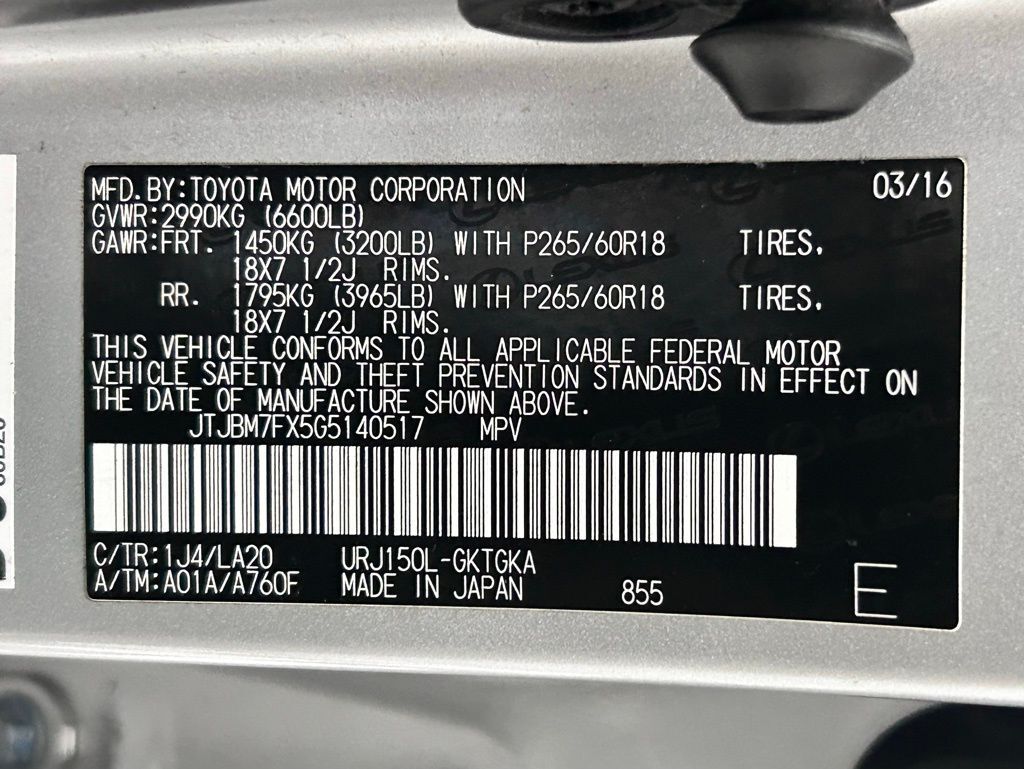 MFD.BY:TOYOTA MOTOR CORPORATION 03/16
GVWR:2990KG (6600LB)
GAWR:FRT. 1450KG (3200LB) WITH P265/60R18 TIRES.
18X7 1/2J RIMS.
RR. 1795KG (3965LB) WITH P265/60R18 TIRES.
18X7 1/2J RIMS.
THIS VEHICLE CONFORMS TO ALL APPLICABLE FEDERAL MOTOR
VEHICLE SAFETY AND THEFT PREVENTION STANDARDS IN EFFECT ON
THE DATE OF MANUFACTURE SHOWN ABOVE.
JTJBM7FX5G5140517 MPV
C/TR:1J4/LA20 URJ150L-GKTGKA
A/TM:A01A/A760F MADE IN JAPAN 855 E